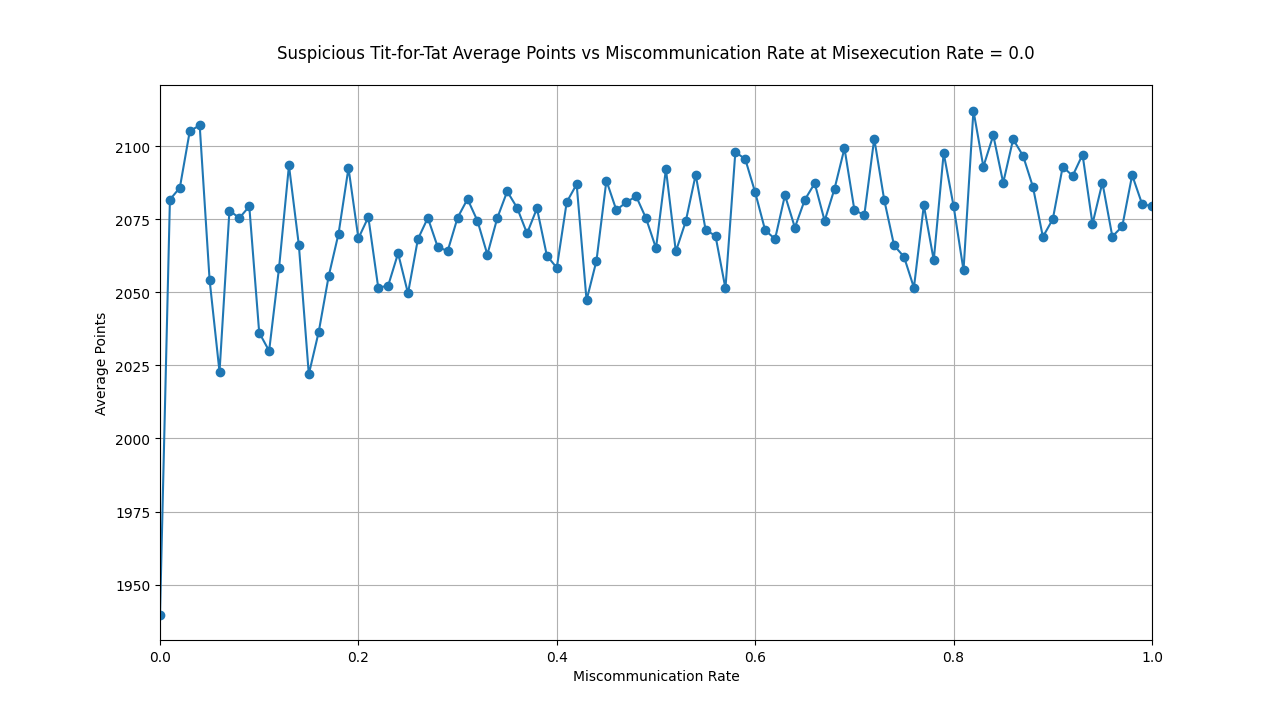 Suspicious Tit-for-Tat Average Points vs Miscommunication Rate at Misexecution Rate = 0.0
Average Points
2100
2075
2050
2025
2000
1975
1950
0.0 0.2 0.4 0.6 0.8 1.0
Miscommunication Rate